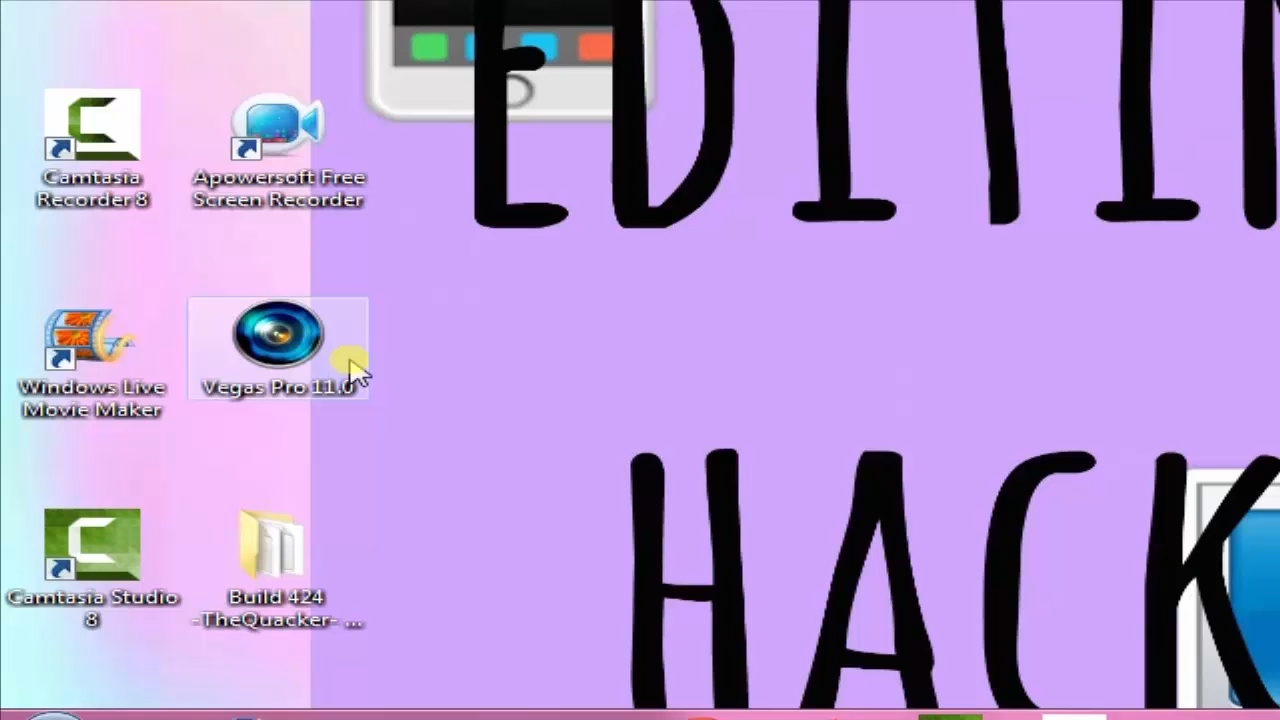 EDITIN
Camtasia
Recorder 8
Apowersoft Free
Screen Recorder
Windows Live
Movie Maker
Vegas Pro 11.0
HACK
Camtasia Studio
8
Build 424
-TheQuacker- ...